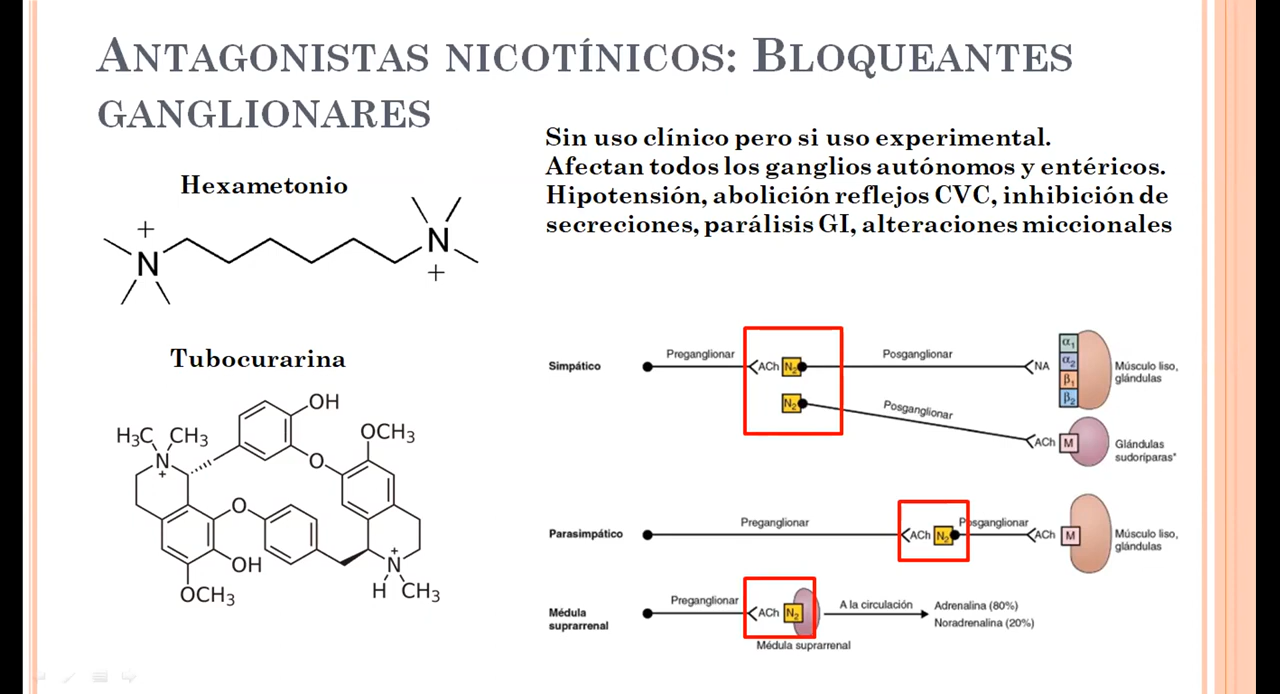 ANTAGONISTAS NICOTÍNICOS: BLOQUEANTES
GANGLIONARES
Sin uso clínico pero si uso experimental.
Afectan todos los ganglios autónomos y entéricos.
Hipotensión, abolición reflejos CVC, inhibición de
secreciones, parálisis GI, alteraciones miccionales
Hexametonio
+
N
N
+
Tubocurarina
OH
H₃C CH₃
N
+
OCH₃
O
O
OH
OCH₃
+
N
H CH₃
Simpático
Preganglionar
ACh N₂
Posganglionar
NA
α₁
α₂
β₁
β₂
Músculo liso,
glándulas
N₂
Posganglionar
ACh M
Glándulas
sudoríparas*
Parasimpático
Preganglionar
ACh N₂
Posganglionar
ACh M
Músculo liso,
glándulas
Médula
suprarrenal
Preganglionar
ACh N₂
A la circulación
Adrenalina (80%)
Noradrenalina (20%)
Médula suprarrenal